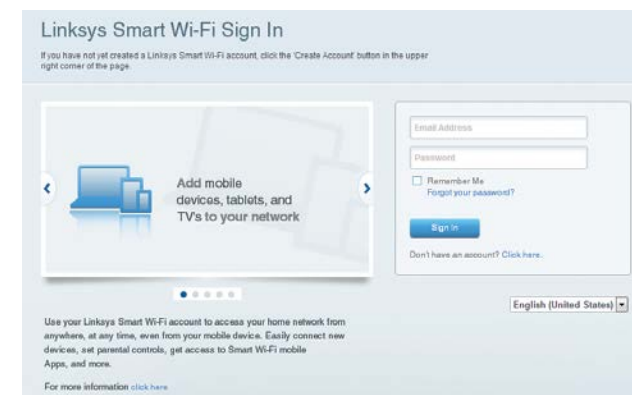 Linksys Smart Wi-Fi Sign In
If you have not yet created a Linksys Smart Wi-Fi account, click the 'Create Account' button in the upper
right corner of the page.
Add mobile
devices, tablets, and
TV's to your network
Email Address
Password
Remember Me
Forgot your password?
Sign In
Don't have an account? Click here.
English (United States)
Use your Linksys Smart Wi-Fi account to access your home network from
anywhere, at any time, even from your mobile device. Easily connect new
devices, set parental controls, get access to Smart Wi-Fi mobile
Apps, and more.
For more information click here